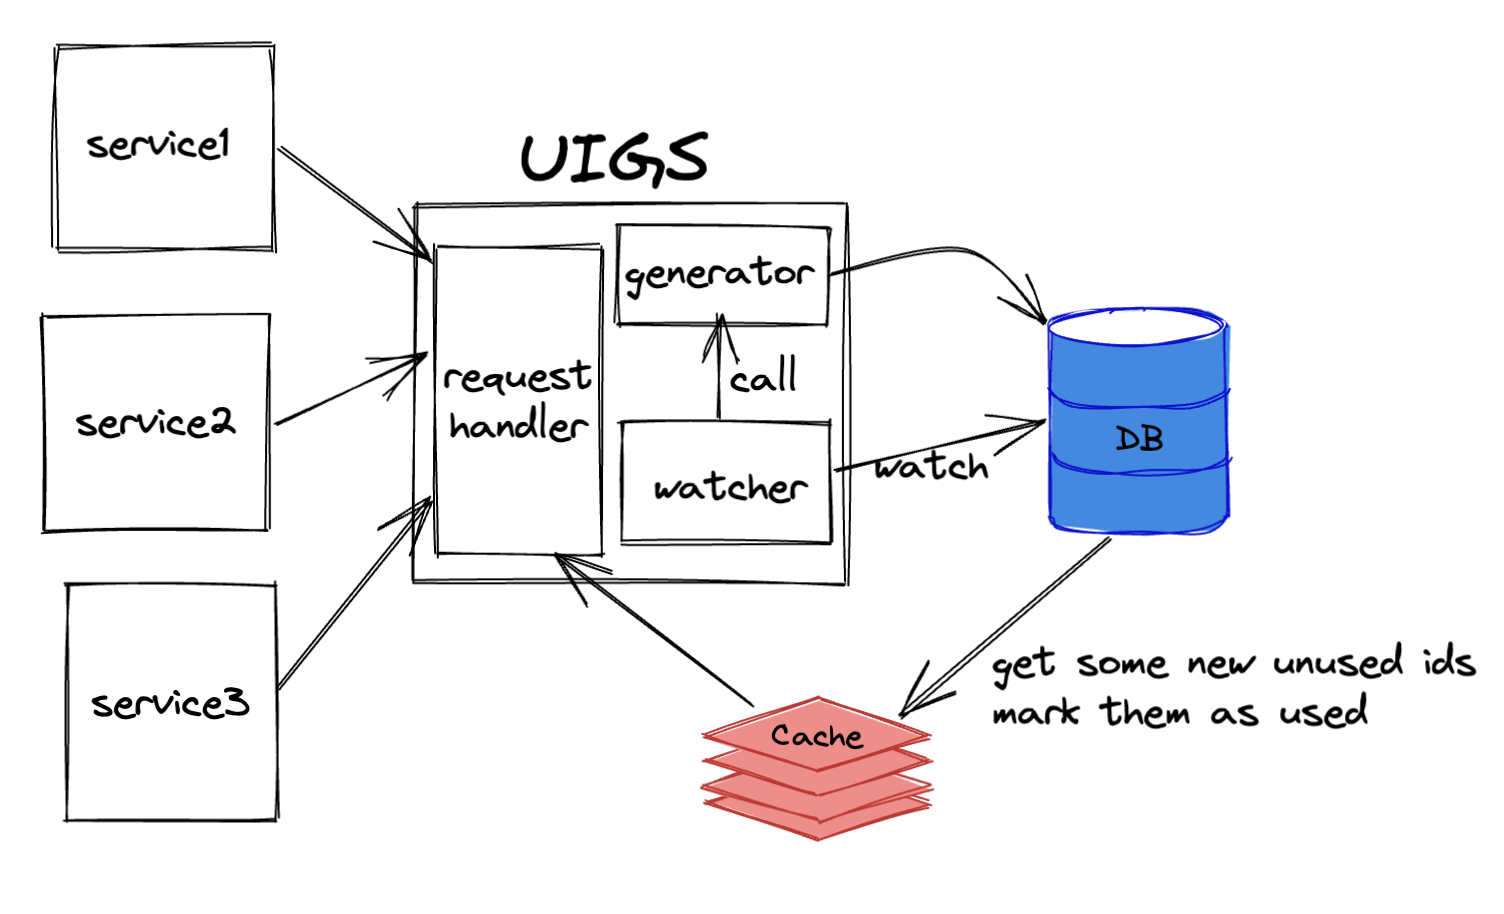 service1
UIGS
generator
request
handler
call
service2
watcher
watch
DB
service3
get some new unused ids
mark them as used
Cache